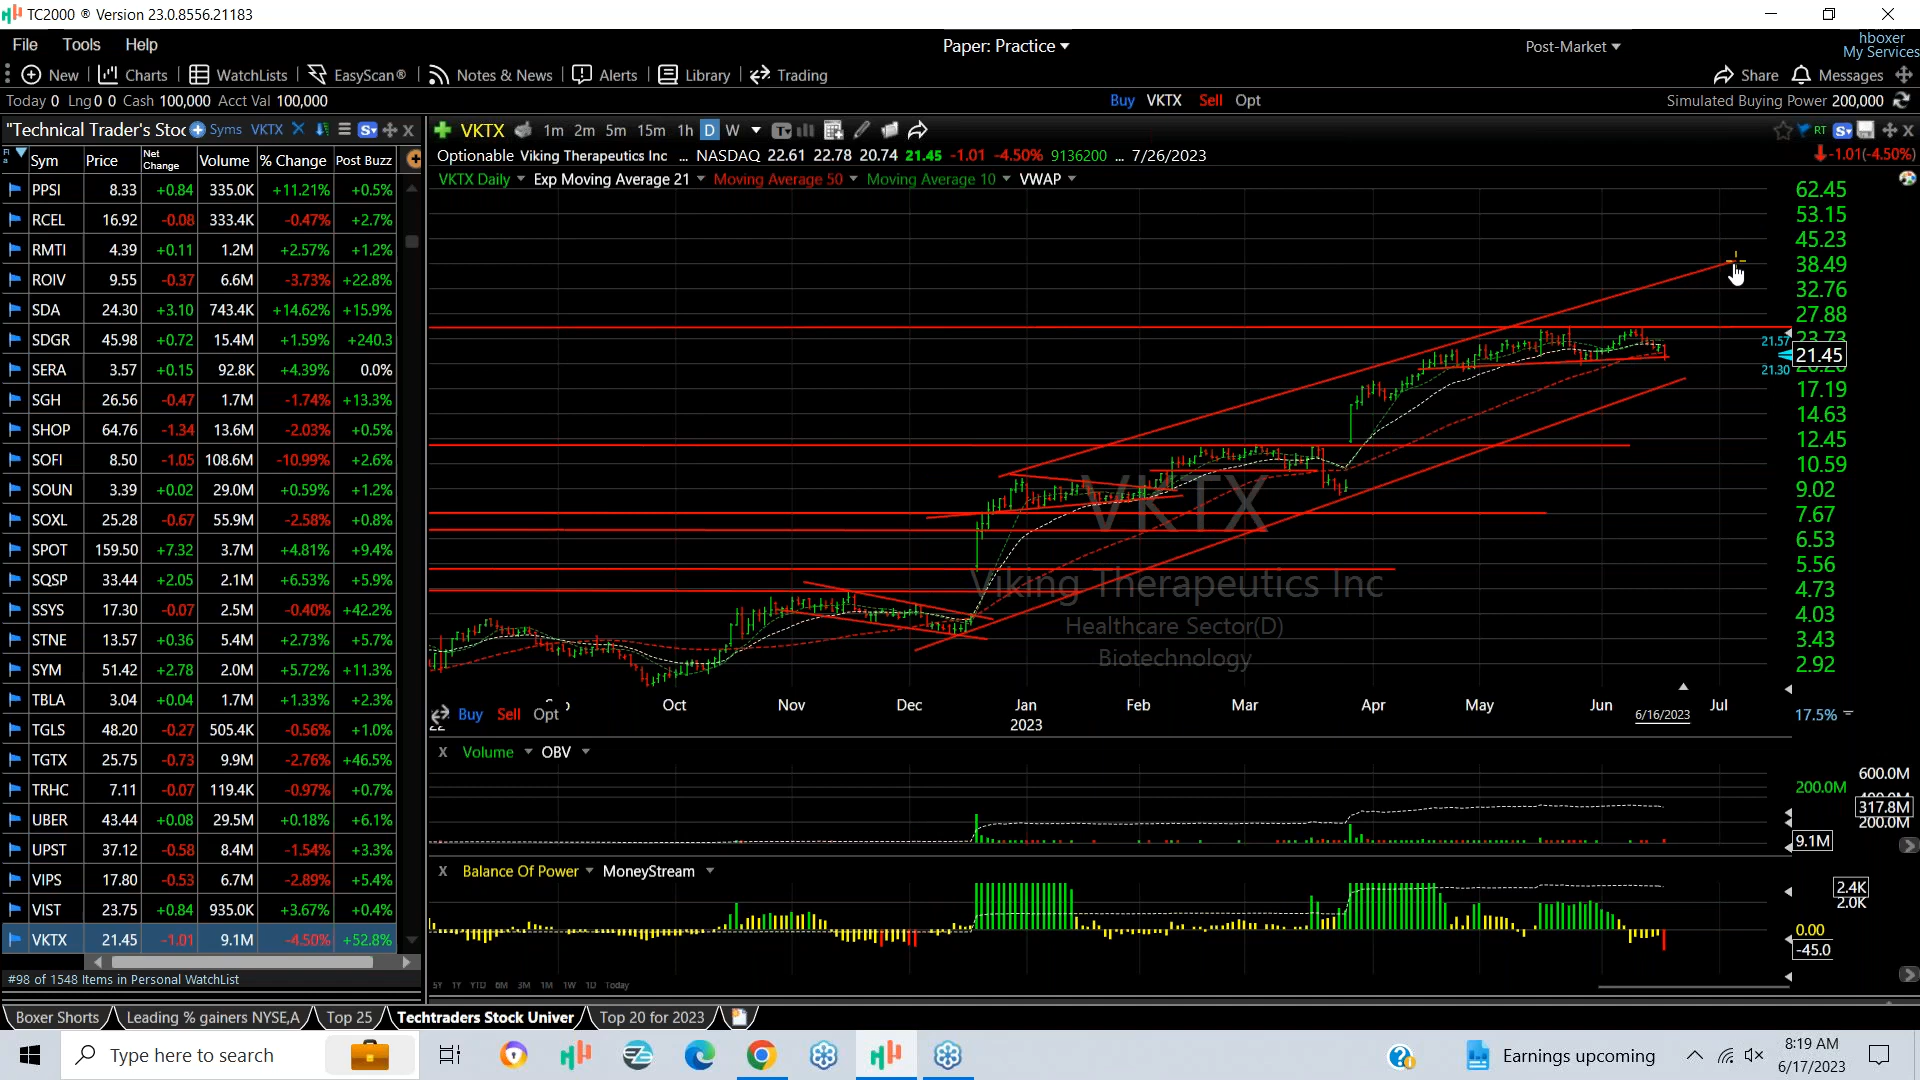 TC2000 ® Version 23.0.8556.21183
File Tools Help
Paper: Practice
Post-Market
hboxer
My Services
New Charts WatchLists EasyScan® Notes & News Alerts Library Trading
Share Messages
Today 0 Lng 0 0 Cash 100,000 Acct Val 100,000
Buy VKTX Sell Opt
Simulated Buying Power 200,000
"Technical Trader's Stoc Syms VKTX
VKTX 1m 2m 5m 15m 1h D W
RT
Sym Price Net Change Volume % Change Post Buzz
Optionable Viking Therapeutics Inc ... NASDAQ 22.61 22.78 20.74 21.45 -1.01 -4.50% 9136200 ... 7/26/2023
-1.01(-4.50%)
VKTX Daily Exp Moving Average 21 Moving Average 50 Moving Average 10 VWAP
PPSI 8.33 +0.84 335.0K +11.21% +0.5%
RCEL 16.92 -0.08 333.4K -0.47% +2.7%
RMTI 4.39 +0.11 1.2M +2.57% +1.2%
ROIV 9.55 -0.37 6.6M -3.73% +22.8%
SDA 24.30 +3.10 743.4K +14.62% +15.9%
SDGR 45.98 +0.72 15.4M +1.59% +240.3
SERA 3.57 +0.15 92.8K +4.39% 0.0%
SGH 26.56 -0.47 1.7M -1.74% +13.3%
SHOP 64.76 -1.34 13.6M -2.03% +0.5%
SOFI 8.50 -1.05 108.6M -10.99% +2.6%
SOUN 3.39 +0.02 29.0M +0.59% +1.2%
SOXL 25.28 -0.67 55.9M -2.58% +0.8%
SPOT 159.50 +7.32 3.7M +4.81% +9.4%
SQSP 33.44 +2.05 2.1M +6.53% +5.9%
SSYS 17.30 -0.07 2.5M -0.40% +42.2%
STNE 13.57 +0.36 5.4M +2.73% +5.7%
SYM 51.42 +2.78 2.0M +5.72% +11.3%
TBLA 3.04 +0.04 1.7M +1.33% +2.3%
TGLS 48.20 -0.27 505.4K -0.56% +1.0%
TGTX 25.75 -0.73 9.9M -2.76% +46.5%
TRHC 7.11 -0.07 119.4K -0.97% +0.7%
UBER 43.44 +0.08 29.5M +0.18% +6.1%
UPST 37.12 -0.58 8.4M -1.54% +3.3%
VIPS 17.80 -0.53 6.7M -2.89% +5.4%
VIST 23.75 +0.84 935.0K +3.67% +0.4%
VKTX 21.45 -1.01 9.1M -4.50% +52.8%
#98 of 1548 Items in Personal WatchList
62.45
53.15
45.23
38.49
32.76
27.88
23.73
21.57
21.45
21.30
17.19
14.63
12.45
10.59
9.02
7.67
6.53
5.56
4.73
4.03
3.43
2.92
VKTX
Viking Therapeutics Inc
Healthcare Sector(D)
Biotechnology
Oct Nov Dec Jan Feb Mar Apr May Jun Jul
2023
6/16/2023
Buy Sell Opt
22
17.5%
X Volume OBV
600.0M
200.0M
317.8M
200.0M
9.1M
X Balance Of Power MoneyStream
2.4K
2.0K
0.00
-45.0
5Y 1Y YTD 6M 3M 1M 1W 1D Today
Boxer Shorts Leading % gainers NYSE,A Top 25 Techtraders Stock Univer Top 20 for 2023
Type here to search
Earnings upcoming
8:19 AM
6/17/2023